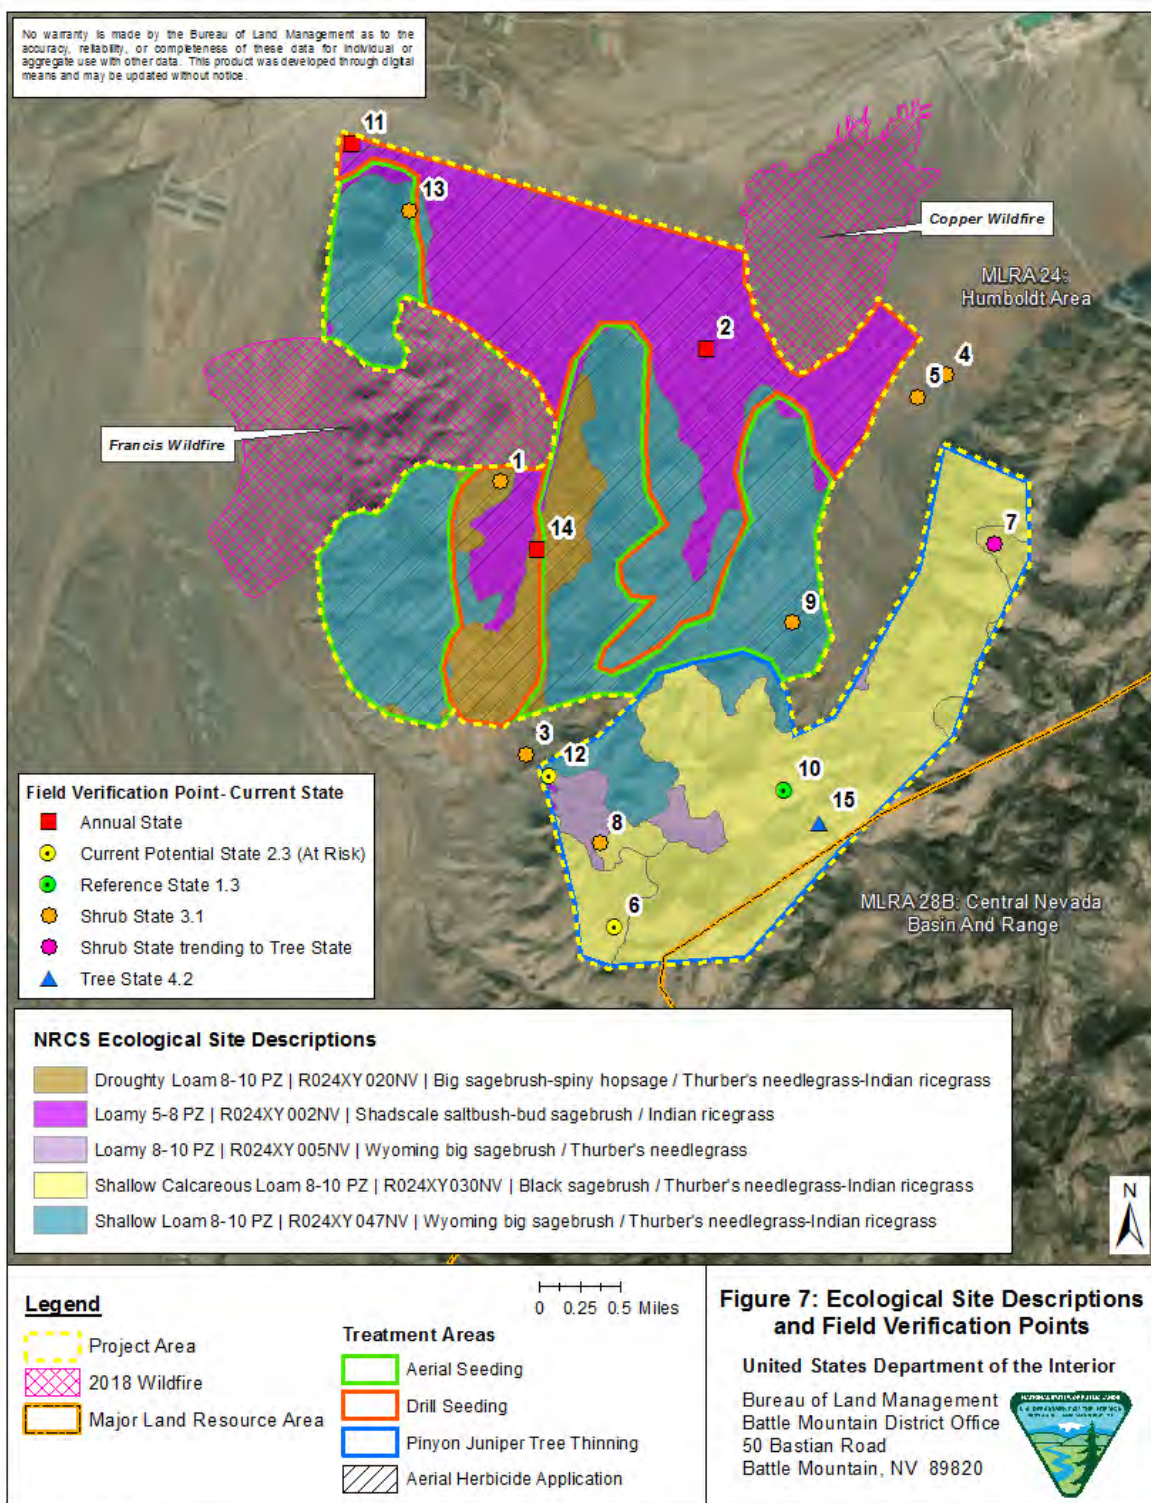 No warranty is made by the Bureau of Land Management as to the
accuracy, reliability, or completeness of these data for individual or
aggregate use with other data. This product was developed through digital
means and may be updated without notice.
11
13
Copper Wildfire
MLRA 24:
Humboldt Area
2
4
5
Francis Wildfire
1
7
14
9
3
12
10
15
8
6
MLRA 28B: Central Nevada
Basin And Range
Field Verification Point- Current State
Annual State
Current Potential State 2.3 (At Risk)
Reference State 1.3
Shrub State 3.1
Shrub State trending to Tree State
Tree State 4.2
NRCS Ecological Site Descriptions
Droughty Loam 8-10 PZ | R024XY020NV | Big sagebrush-spiny hopsage / Thurber's needlegrass-Indian ricegrass
Loamy 5-8 PZ | R024XY002NV | Shadscale saltbush-bud sagebrush / Indian ricegrass
Loamy 8-10 PZ | R024XY005NV | Wyoming big sagebrush / Thurber's needlegrass
Shallow Calcareous Loam 8-10 PZ | R024XY030NV | Black sagebrush / Thurber's needlegrass-Indian ricegrass
Shallow Loam 8-10 PZ | R024XY047NV | Wyoming big sagebrush / Thurber's needlegrass-Indian ricegrass
N
Legend
Project Area
2018 Wildfire
Major Land Resource Area
0 0.25 0.5 Miles
Treatment Areas
Aerial Seeding
Drill Seeding
Pinyon Juniper Tree Thinning
Aerial Herbicide Application
Figure 7: Ecological Site Descriptions
and Field Verification Points
United States Department of the Interior
Bureau of Land Management
Battle Mountain District Office
50 Bastian Road
Battle Mountain, NV 89820